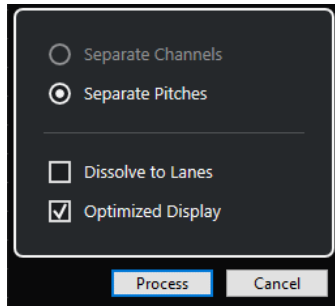 Separate Channels
Separate Pitches
Dissolve to Lanes
Optimized Display
Process Cancel